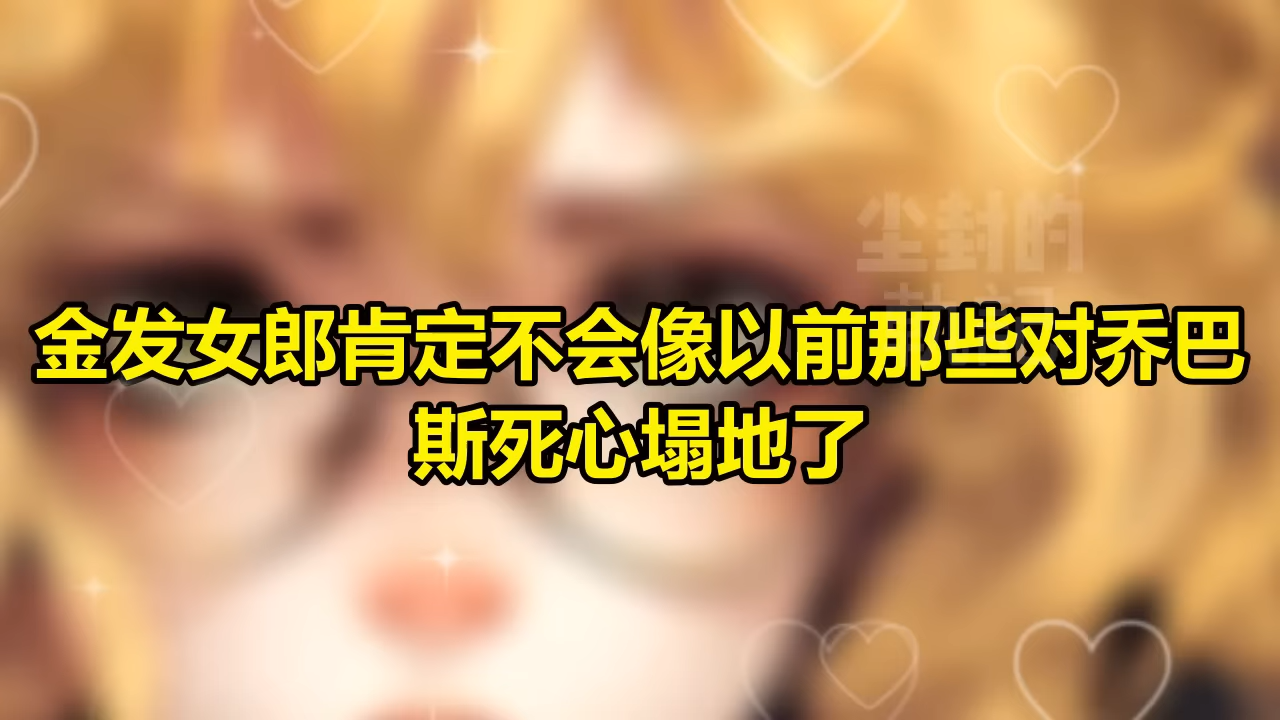 尘封的
金发女郎肯定不会像以前那些对乔巴
斯死心塌地了